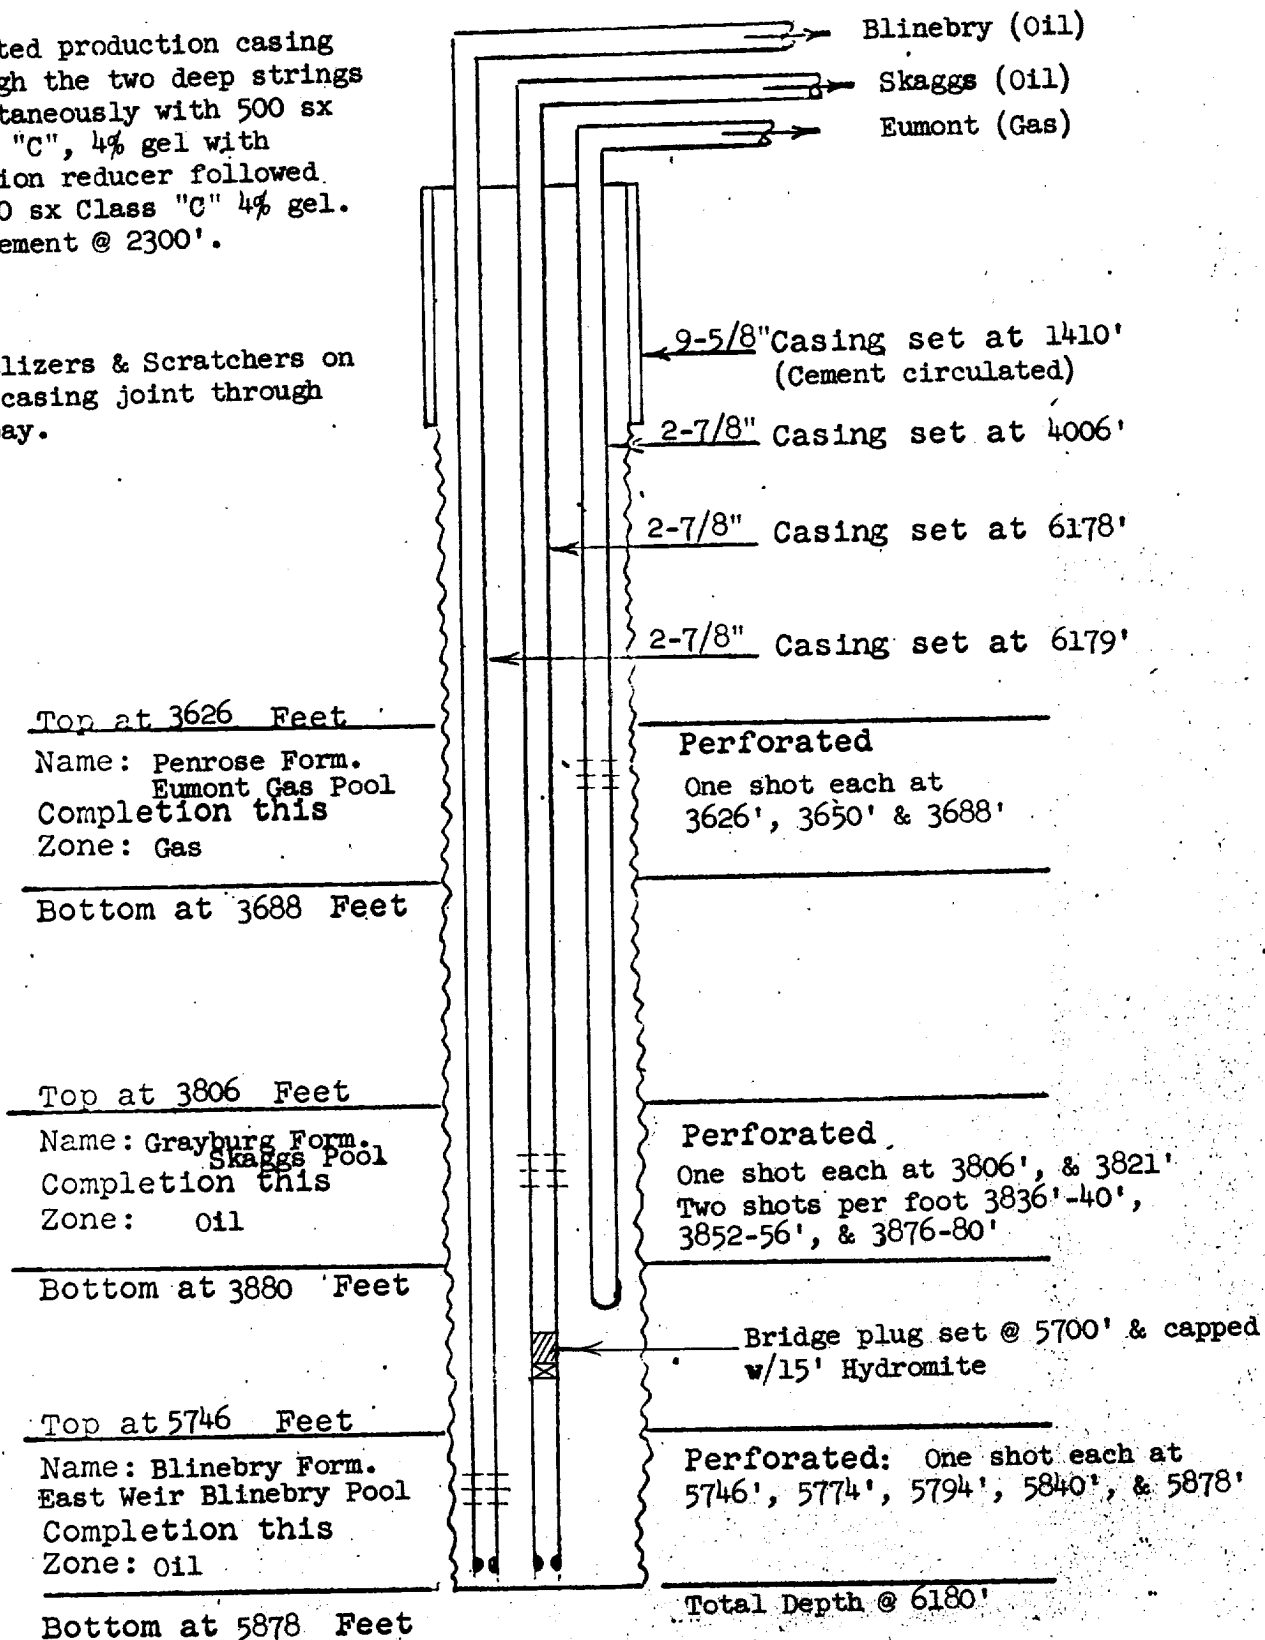 ted production casing
gh the two deep strings
taneously with 500 sx
"C", 4% gel with
ion reducer followed
0 sx Class "C" 4% gel.
ement @ 2300'.
lizers & Scratchers on
casing joint through
ay.
Blinebry (Oil)
Skaggs (Oil)
Eumont (Gas)
9-5/8" Casing set at 1410'
(Cement circulated)
2-7/8" Casing set at 4006'
2-7/8" Casing set at 6178'
2-7/8" Casing set at 6179'
Top at 3626 Feet
Name: Penrose Form.
Eumont Gas Pool
Completion this
Zone: Gas
Bottom at 3688 Feet
Perforated
One shot each at
3626', 3650' & 3688'
Top at 3806 Feet
Name: Grayburg Form.
Skaggs Pool
Completion this
Zone: Oil
Bottom at 3880 Feet
Perforated
One shot each at 3806', & 3821'
Two shots per foot 3836'-40',
3852-56', & 3876-80'
Bridge plug set @ 5700' & capped
w/15' Hydromite
Top at 5746 Feet
Name: Blinebry Form.
East Weir Blinebry Pool
Completion this
Zone: Oil
Bottom at 5878 Feet
Perforated: One shot each at
5746', 5774', 5794', 5840', & 5878'
Total Depth @ 6180'